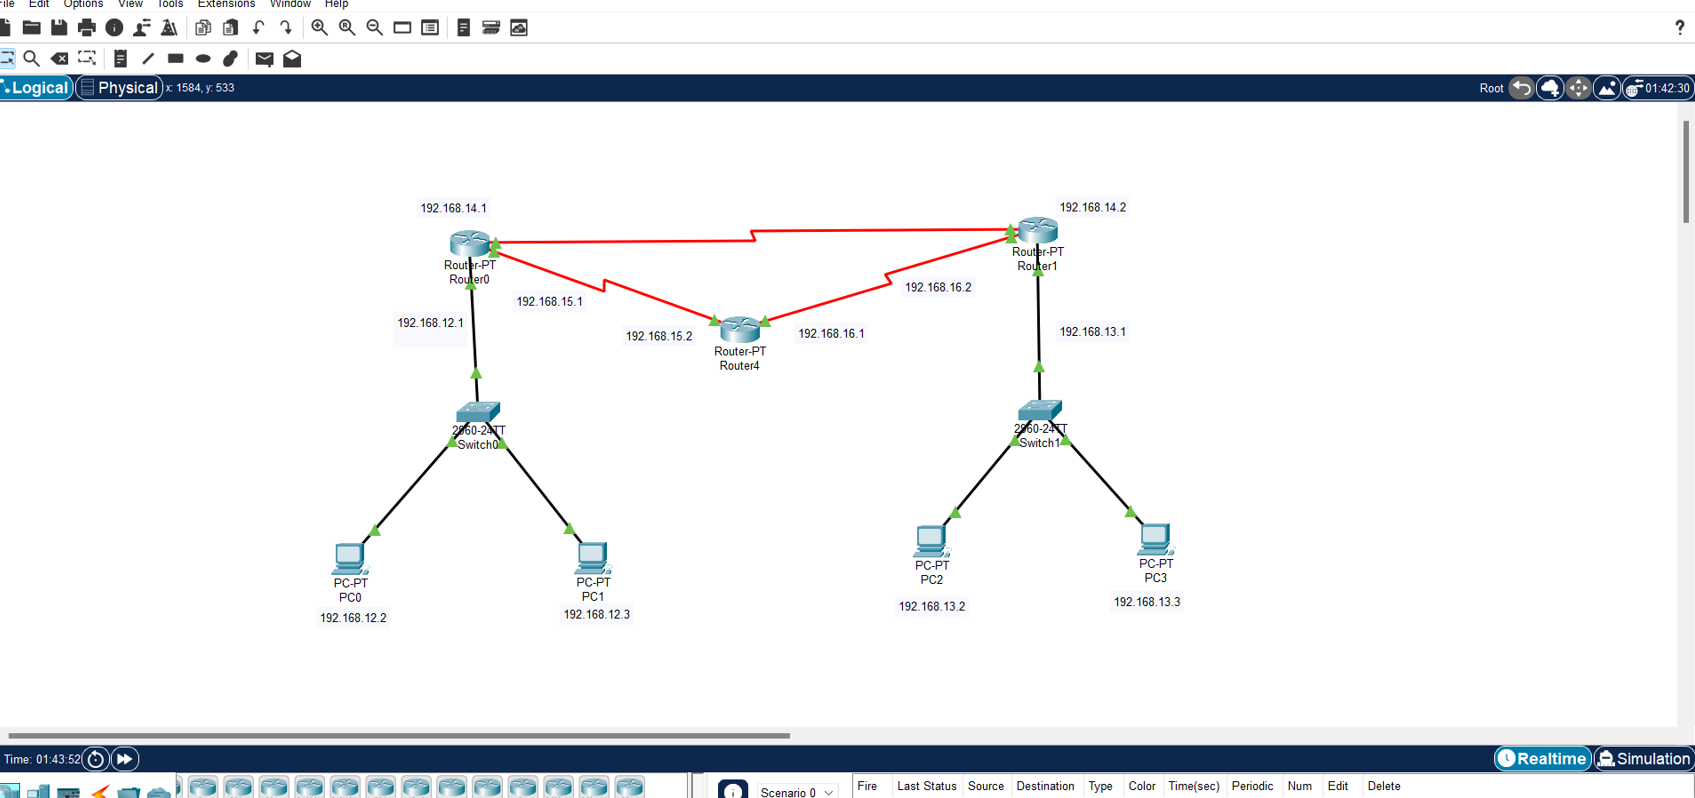 File Edit Options View Tools Extensions Window Help
?
Logical Physical x: 1584, y: 533 Root 01:42:30
192.168.14.1
192.168.14.2
Router-PT
Router0
Router-PT
Router1
192.168.15.1
192.168.16.2
192.168.12.1
192.168.15.2
192.168.16.1
192.168.13.1
Router-PT
Router4
2960-24TT
Switch0
2960-24TT
Switch1
PC-PT
PC0
192.168.12.2
PC-PT
PC1
192.168.12.3
PC-PT
PC2
192.168.13.2
PC-PT
PC3
192.168.13.3
Time: 01:43:52 Realtime Simulation
Scenario 0 Fire Last Status Source Destination Type Color Time(sec) Periodic Num Edit Delete